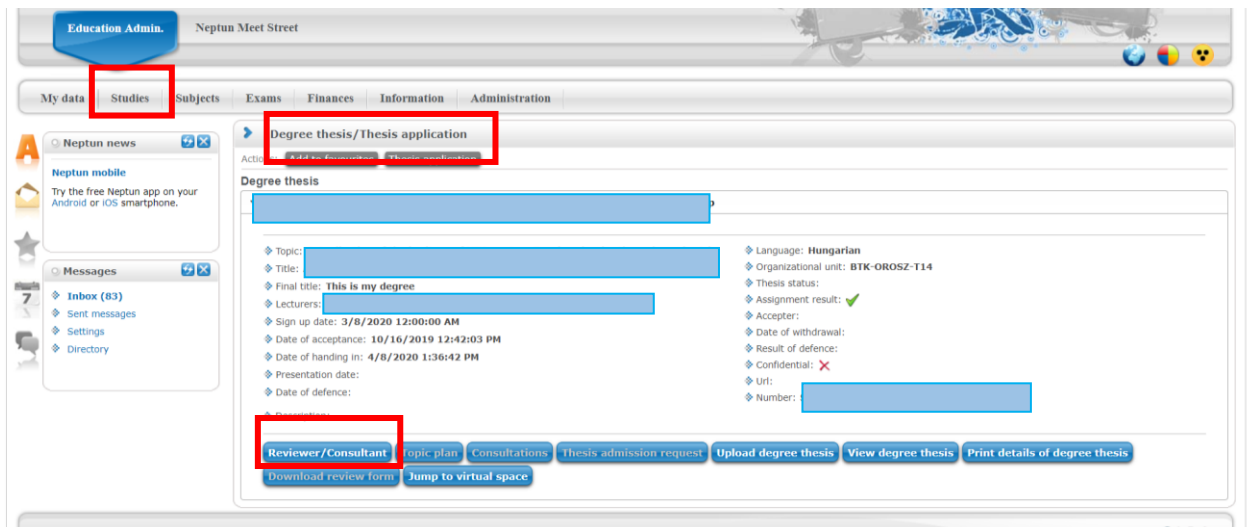 Education Admin. Neptun Meet Street
My data Studies Subjects Exams Finances Information Administration
Neptun news
Neptun mobile
Try the free Neptun app on your
Android or iOS smartphone.
Messages
7
Inbox (83)
Sent messages
Settings
Directory
Degree thesis/Thesis application
Actions: Add to favourites Thesis application
Degree thesis
Topic:
Title:
Final title: This is my degree
Lecturers:
Sign up date: 3/8/2020 12:00:00 AM
Date of acceptance: 10/16/2019 12:42:03 PM
Date of handing in: 4/8/2020 1:36:42 PM
Presentation date:
Date of defence:
Description:
Language: Hungarian
Organizational unit: BTK-OROSZ-T14
Thesis status:
Assignment result:
Accepter:
Date of withdrawal:
Result of defence:
Confidential:
Url:
Number:
Reviewer/Consultant Topic plan Consultations Thesis admission request Upload degree thesis View degree thesis Print details of degree thesis
Download review form Jump to virtual space